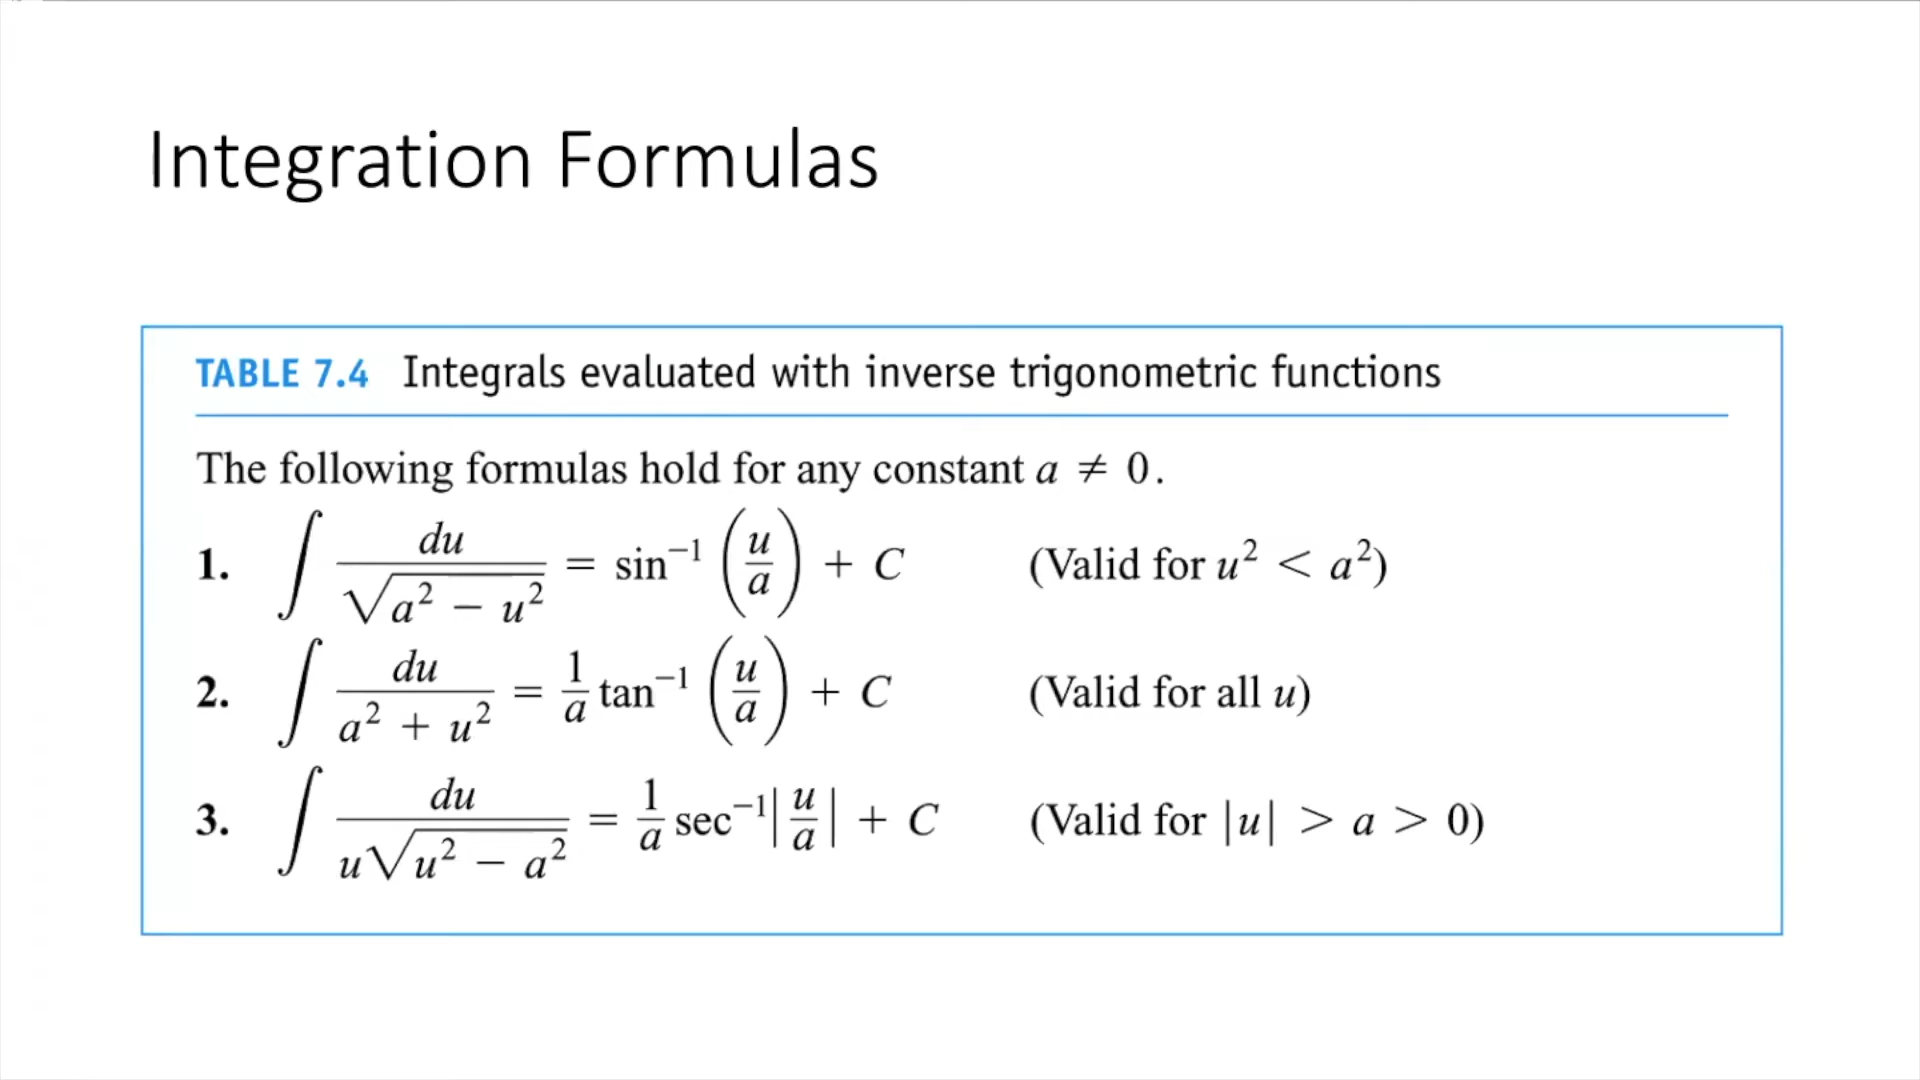 Integration Formulas
TABLE 7.4 Integrals evaluated with inverse trigonometric functions
The following formulas hold for any constant a ≠ 0.
1. ∫ du/√(a² − u²) = sin⁻¹(u/a) + C (Valid for u² < a²)
2. ∫ du/(a² + u²) = 1/a tan⁻¹(u/a) + C (Valid for all u)
3. ∫ du/(u√(u² − a²)) = 1/a sec⁻¹|u/a| + C (Valid for |u| > a > 0)